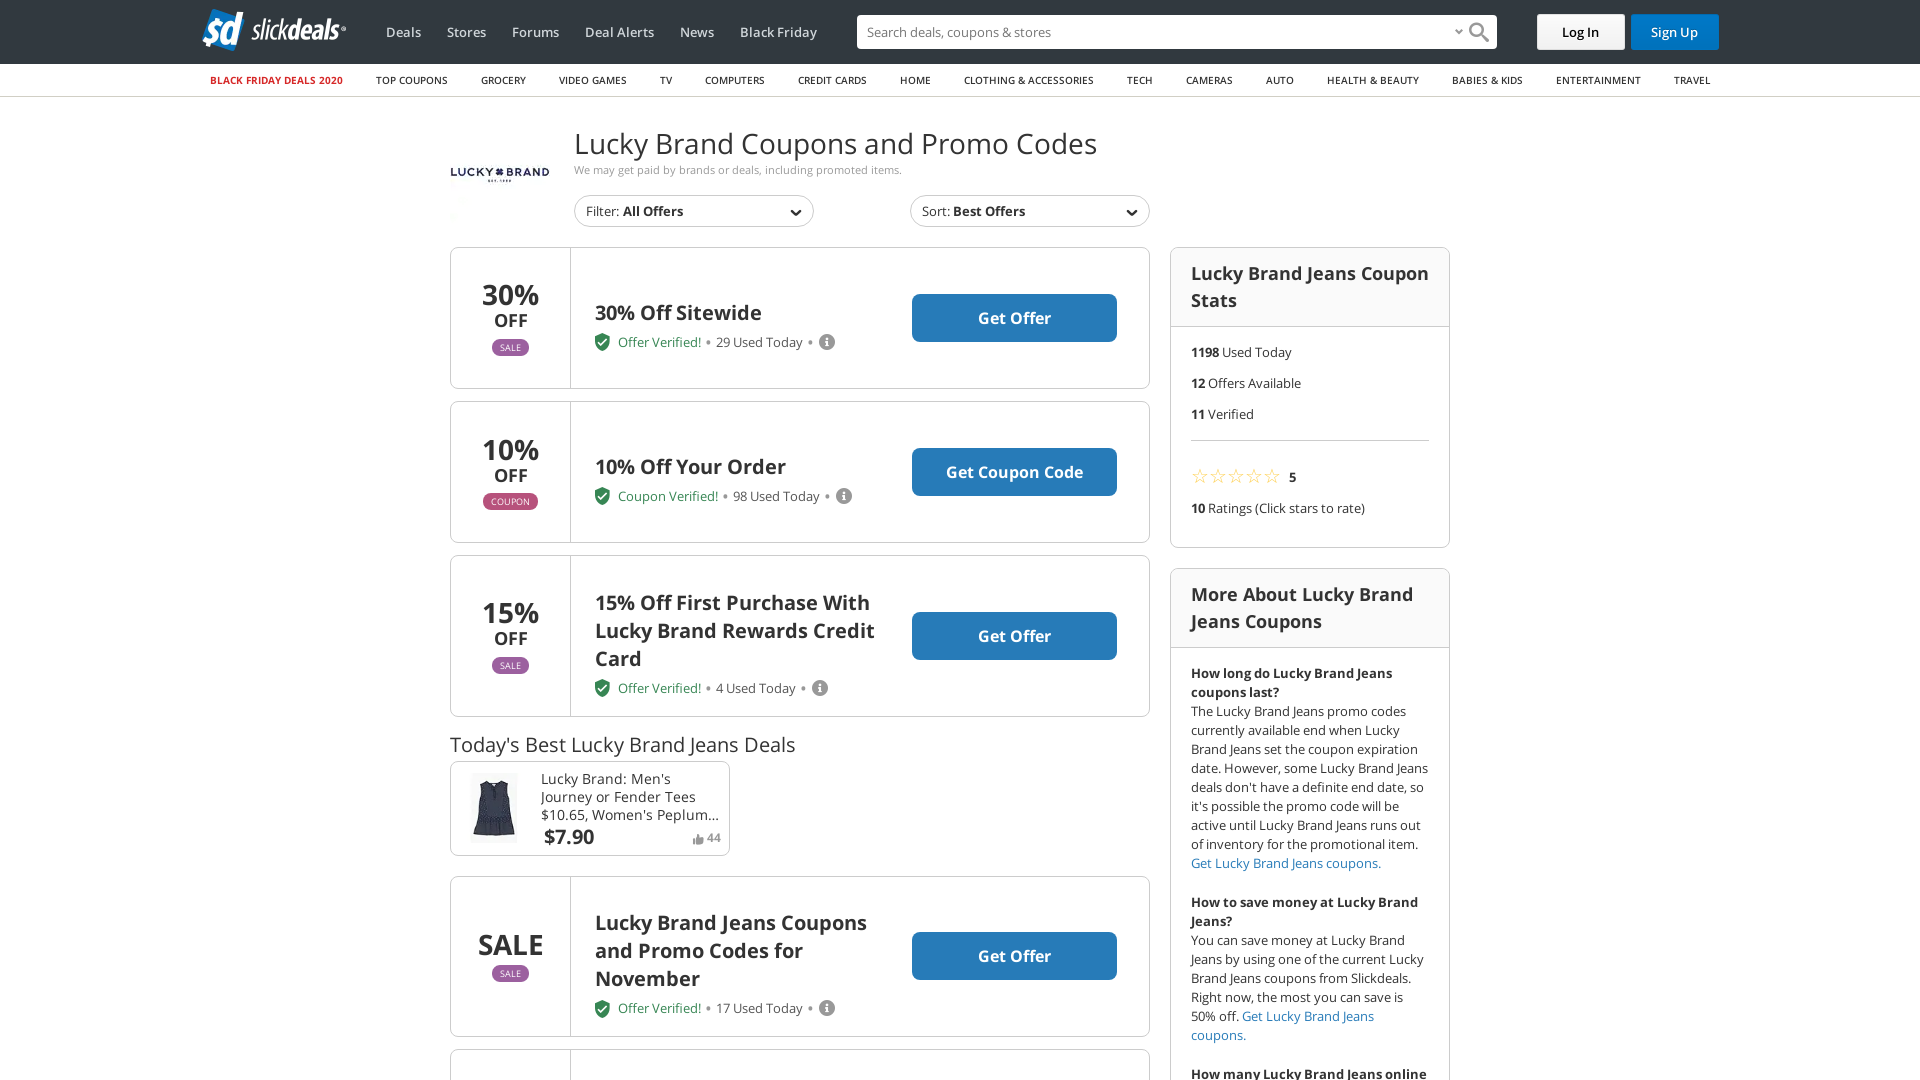 sd slickdeals
Deals
Stores
Forums
Deal Alerts
News
Black Friday
Search deals, coupons & stores
Log In
Sign Up
BLACK FRIDAY DEALS 2020
TOP COUPONS
GROCERY
VIDEO GAMES
TV
COMPUTERS
CREDIT CARDS
HOME
CLOTHING & ACCESSORIES
TECH
CAMERAS
AUTO
HEALTH & BEAUTY
BABIES & KIDS
ENTERTAINMENT
TRAVEL
LUCKY BRAND
Lucky Brand Coupons and Promo Codes
We may get paid by brands or deals, including promoted items.
Filter: All Offers
Sort: Best Offers
30%
OFF
SALE
30% Off Sitewide
Offer Verified! • 29 Used Today •
Get Offer
10%
OFF
COUPON
10% Off Your Order
Coupon Verified! • 98 Used Today •
Get Coupon Code
15%
OFF
SALE
15% Off First Purchase With
Lucky Brand Rewards Credit
Card
Offer Verified! • 4 Used Today •
Get Offer
Today's Best Lucky Brand Jeans Deals
Lucky Brand: Men's
Journey or Fender Tees
$10.65, Women's Peplum...
$7.90
44
SALE
SALE
Lucky Brand Jeans Coupons
and Promo Codes for
November
Offer Verified! • 17 Used Today •
Get Offer
Lucky Brand Jeans Coupon
Stats
1198 Used Today
12 Offers Available
11 Verified
☆☆☆☆☆ 5
10 Ratings (Click stars to rate)
More About Lucky Brand
Jeans Coupons
How long do Lucky Brand Jeans
coupons last?
The Lucky Brand Jeans promo codes
currently available end when Lucky
Brand Jeans set the coupon expiration
date. However, some Lucky Brand Jeans
deals don't have a definite end date, so
it's possible the promo code will be
active until Lucky Brand Jeans runs out
of inventory for the promotional item.
Get Lucky Brand Jeans coupons.
How to save money at Lucky Brand
Jeans?
You can save money at Lucky Brand
Jeans by using one of the current Lucky
Brand Jeans coupons from Slickdeals.
Right now, the most you can save is
50% off. Get Lucky Brand Jeans
coupons.
How many Lucky Brand Jeans online